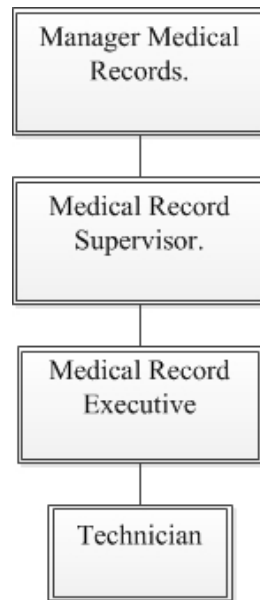 Manager Medical
Records.
Medical Record
Supervisor.
Medical Record
Executive
Technician